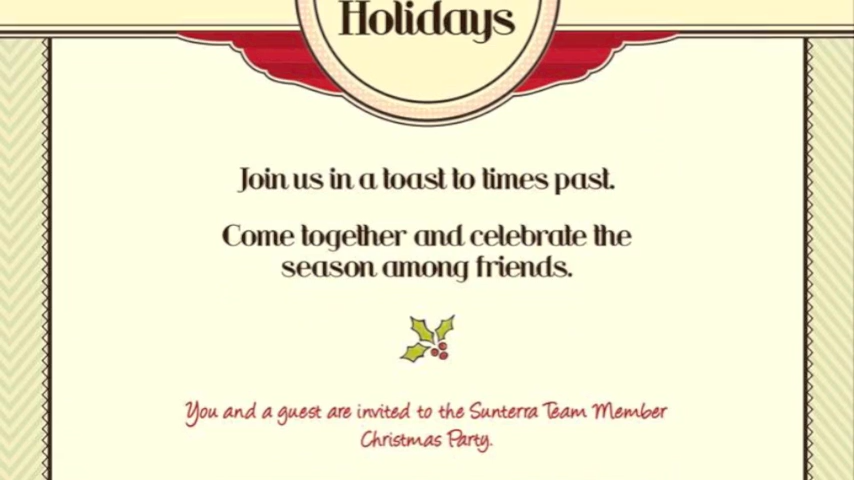 Holidays
Join us in a toast to times past.
Come together and celebrate the
season among friends.
You and a guest are invited to the Sunterra Team Member
Christmas Party.